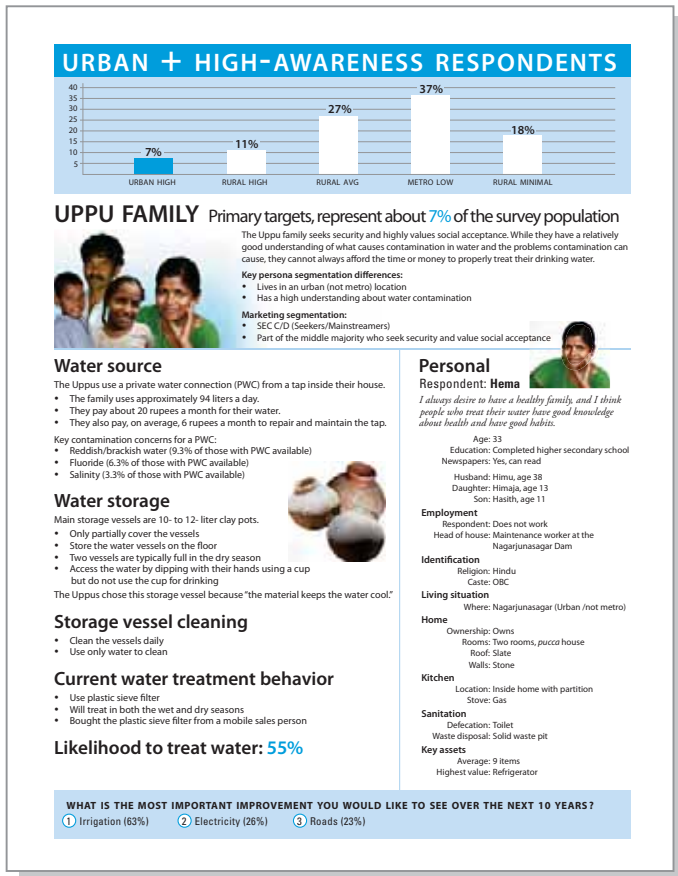 URBAN + HIGH-AWARENESS RESPONDENTS
40
35
30
25
20
15
10
5
7%
11%
27%
37%
18%
URBAN HIGH
RURAL HIGH
RURAL AVG
METRO LOW
RURAL MINIMAL
UPPU FAMILY Primary targets, represent about 7% of the survey population
The Uppu family seeks security and highly values social acceptance. While they have a relatively
good understanding of what causes contamination in water and the problems contamination can
cause, they cannot always afford the time or money to properly treat their drinking water.
Key persona segmentation differences:
• Lives in an urban (not metro) location
• Has a high understanding about water contamination
Marketing segmentation:
• SEC C/D (Seekers/Mainstreamers)
• Part of the middle majority who seek security and value social acceptance
Water source
The Uppus use a private water connection (PWC) from a tap inside their house.
• The family uses approximately 94 liters a day.
• They pay about 20 rupees a month for their water.
• They also pay, on average, 6 rupees a month to repair and maintain the tap.
Key contamination concerns for a PWC:
• Reddish/brackish water (9.3% of those with PWC available)
• Fluoride (6.3% of those with PWC available)
• Salinity (3.3% of those with PWC available)
Water storage
Main storage vessels are 10- to 12- liter clay pots.
• Only partially cover the vessels
• Store the water vessels on the floor
• Two vessels are typically full in the dry season
• Access the water by dipping with their hands using a cup
but do not use the cup for drinking
The Uppus chose this storage vessel because “the material keeps the water cool.”
Storage vessel cleaning
• Clean the vessels daily
• Use only water to clean
Current water treatment behavior
• Use plastic sieve filter
• Will treat in both the wet and dry seasons
• Bought the plastic sieve filter from a mobile sales person
Likelihood to treat water: 55%
Personal
Respondent: Hema
I always desire to have a healthy family, and I think
people who treat their water have good knowledge
about health and have good habits.
Age: 33
Education: Completed higher secondary school
Newspapers: Yes, can read
Husband: Himu, age 38
Daughter: Himaja, age 13
Son: Hasith, age 11
Employment
Respondent: Does not work
Head of house: Maintenance worker at the
Nagarjunasagar Dam
Identification
Religion: Hindu
Caste: OBC
Living situation
Where: Nagarjunasagar (Urban /not metro)
Home
Ownership: Owns
Rooms: Two rooms, pucca house
Roof: Slate
Walls: Stone
Kitchen
Location: Inside home with partition
Stove: Gas
Sanitation
Defecation: Toilet
Waste disposal: Solid waste pit
Key assets
Average: 9 items
Highest value: Refrigerator
WHAT IS THE MOST IMPORTANT IMPROVEMENT YOU WOULD LIKE TO SEE OVER THE NEXT 10 YEARS?
1 Irrigation (63%) 2 Electricity (26%) 3 Roads (23%)